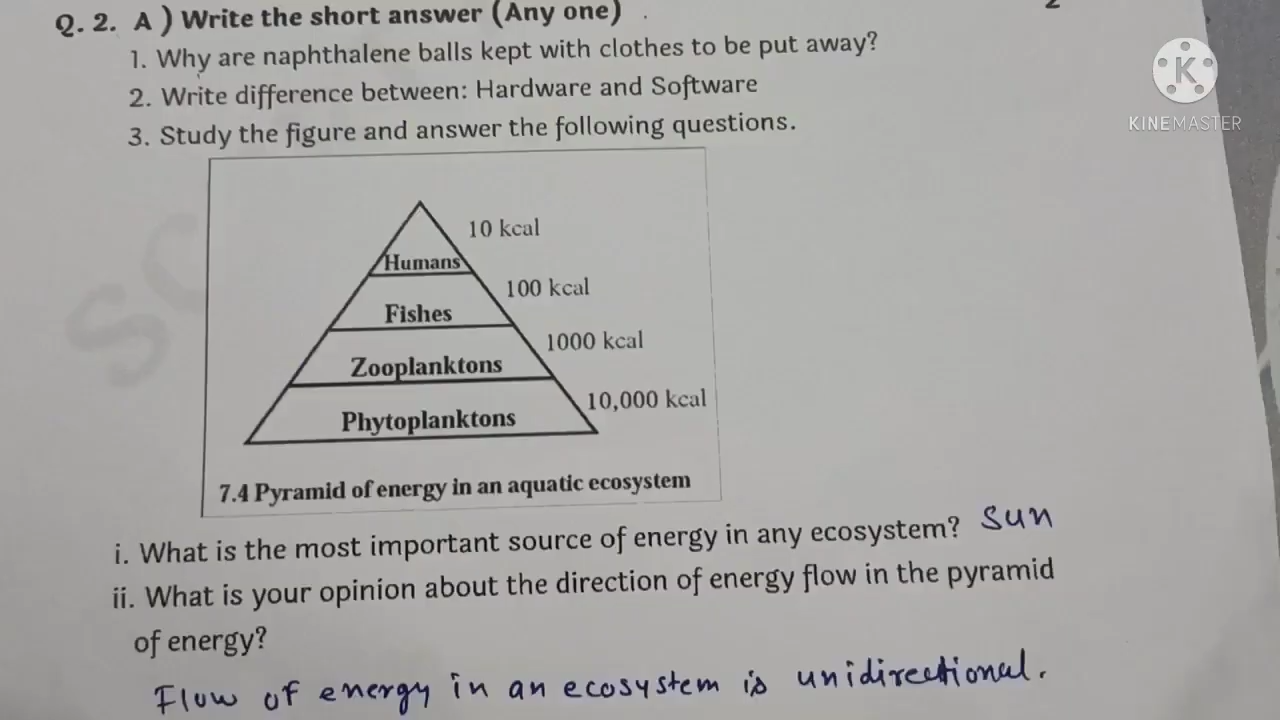 Q. 2. A ) Write the short answer (Any one)
1. Why are naphthalene balls kept with clothes to be put away?
2. Write difference between: Hardware and Software
3. Study the figure and answer the following questions.
K
KINEMASTER
10 kcal
Humans
100 kcal
Fishes
1000 kcal
Zooplanktons
10,000 kcal
Phytoplanktons
7.4 Pyramid of energy in an aquatic ecosystem
i. What is the most important source of energy in any ecosystem? sun
ii. What is your opinion about the direction of energy flow in the pyramid
of energy?
Flow of energy in an ecosystem is unidirectional.